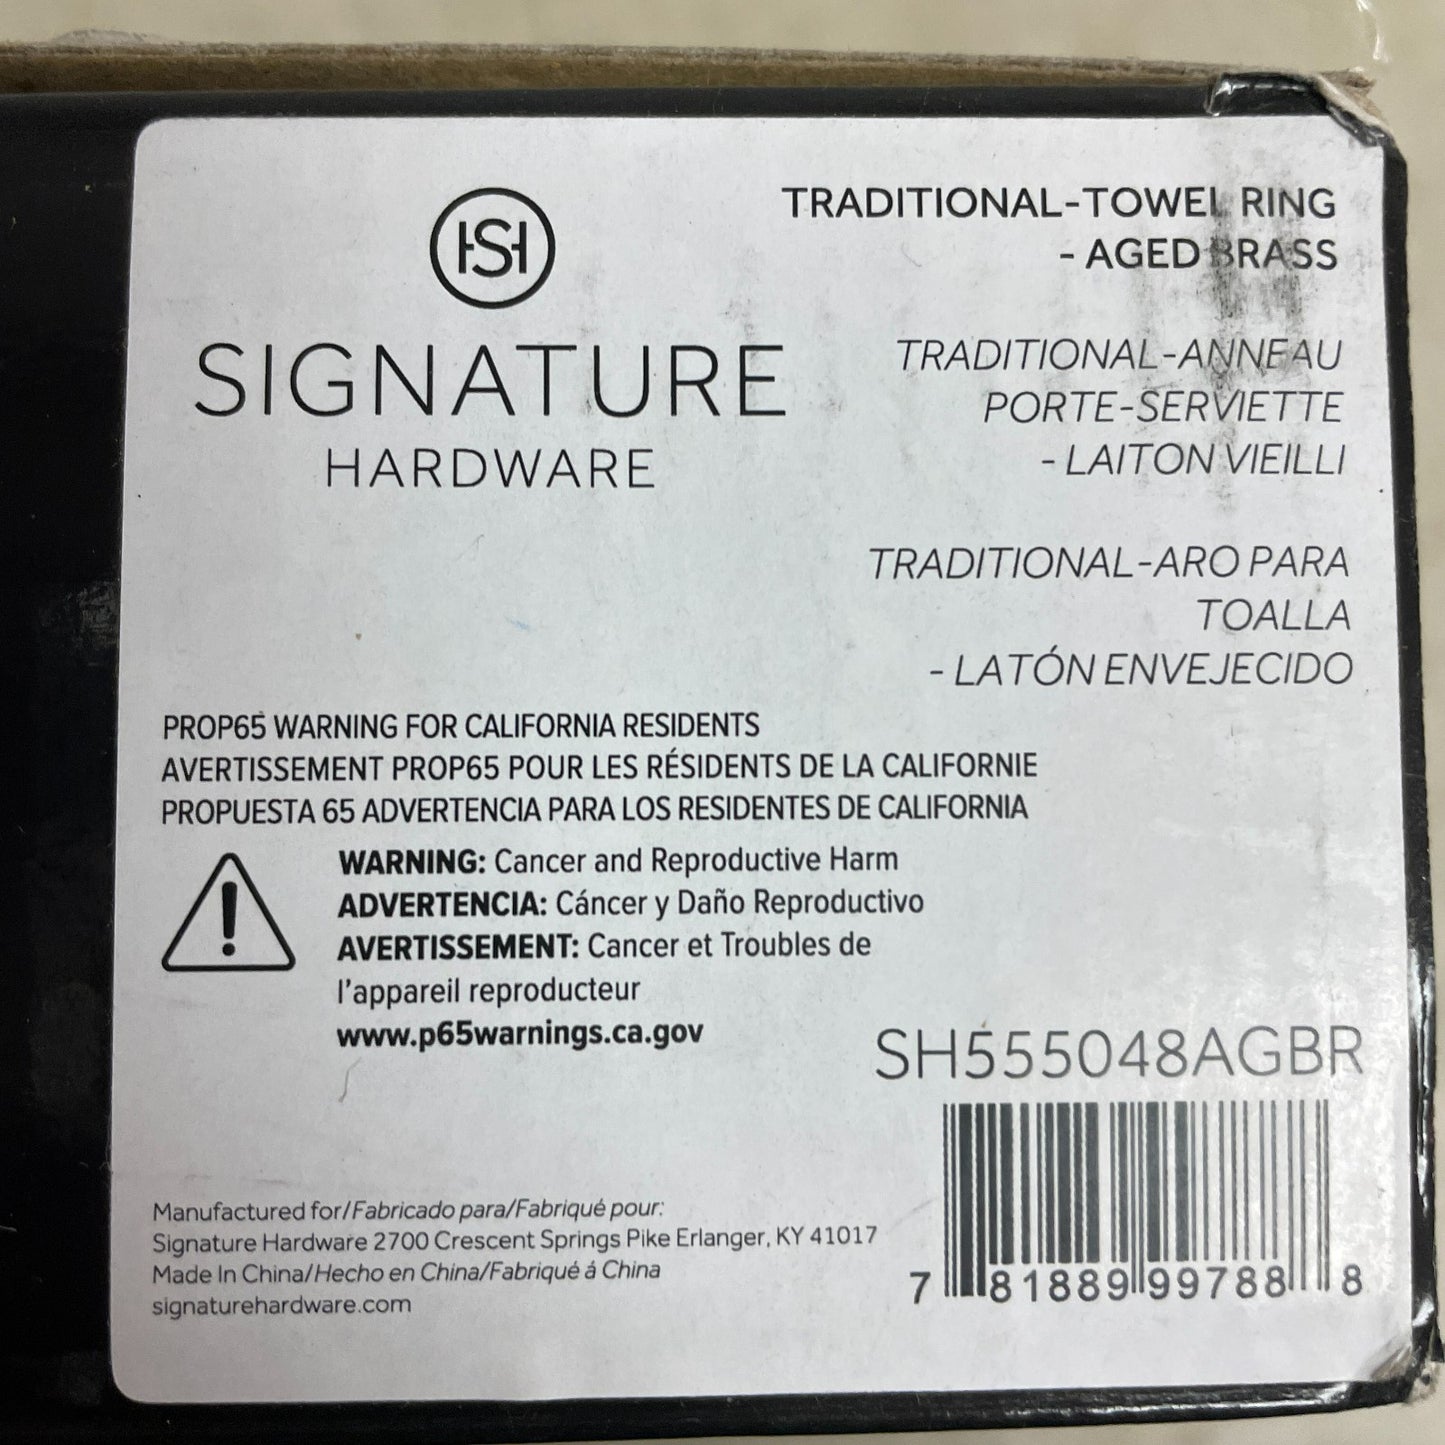 HSH
SIGNATURE
HARDWARE
TRADITIONAL-TOWEL RING
- AGED BRASS
TRADITIONAL-ANNEAU
PORTE-SERVIETTE
- LAITON VIEILLI
TRADITIONAL-ARO PARA
TOALLA
- LATÓN ENVEJECIDO
PROP65 WARNING FOR CALIFORNIA RESIDENTS
AVERTISSEMENT PROP65 POUR LES RÉSIDENTS DE LA CALIFORNIE
PROPUESTA 65 ADVERTENCIA PARA LOS RESIDENTES DE CALIFORNIA
WARNING: Cancer and Reproductive Harm
ADVERTENCIA: Cáncer y Daño Reproductivo
AVERTISSEMENT: Cancer et Troubles de
l'appareil reproducteur
www.p65warnings.ca.gov
SH555048AGBR
7 81889 99788 8
Manufactured for/Fabricado para/Fabriqué pour:
Signature Hardware 2700 Crescent Springs Pike Erlanger, KY 41017
Made In China/Hecho en China/Fabriqué á China
signaturehardware.com